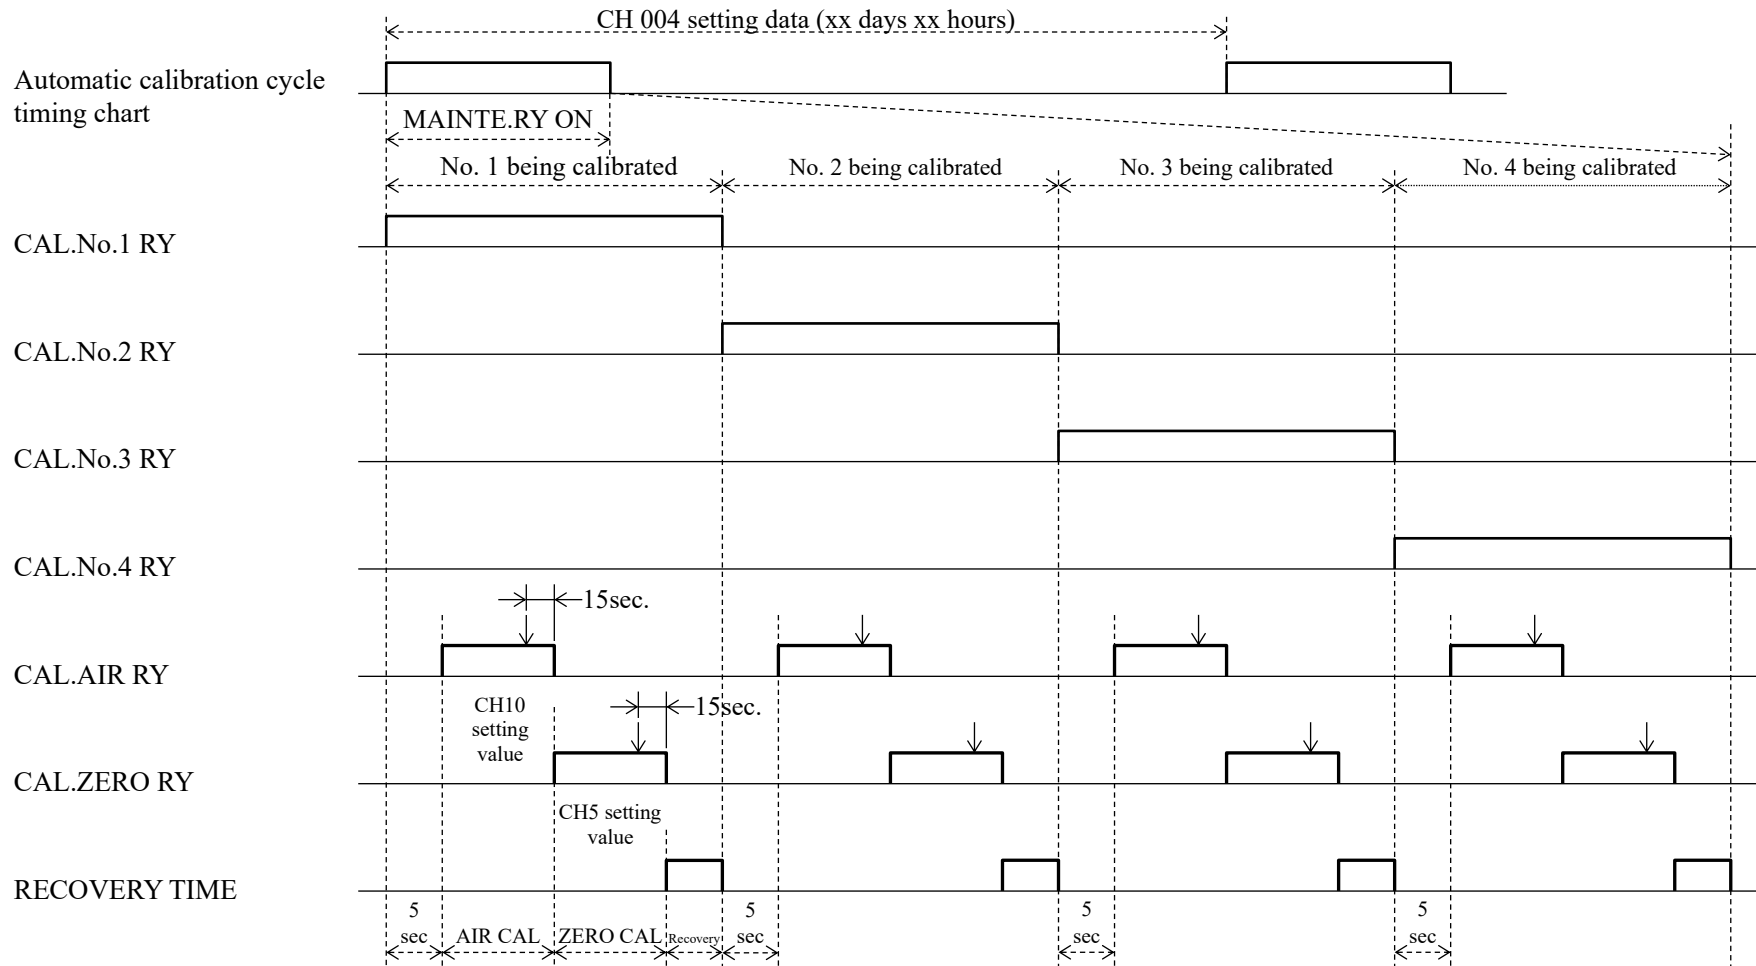 CH 004 setting data (xx days xx hours)
Automatic calibration cycle
timing chart
MAINTE.RY ON
No. 1 being calibrated
No. 2 being calibrated
No. 3 being calibrated
No. 4 being calibrated
CAL.No.1 RY
CAL.No.2 RY
CAL.No.3 RY
CAL.No.4 RY
15sec.
CAL.AIR RY
CH10
setting
value
15sec.
CAL.ZERO RY
CH5 setting
value
RECOVERY TIME
5
sec
AIR CAL
ZERO CAL
Recovery
5
sec
5
sec
5
sec